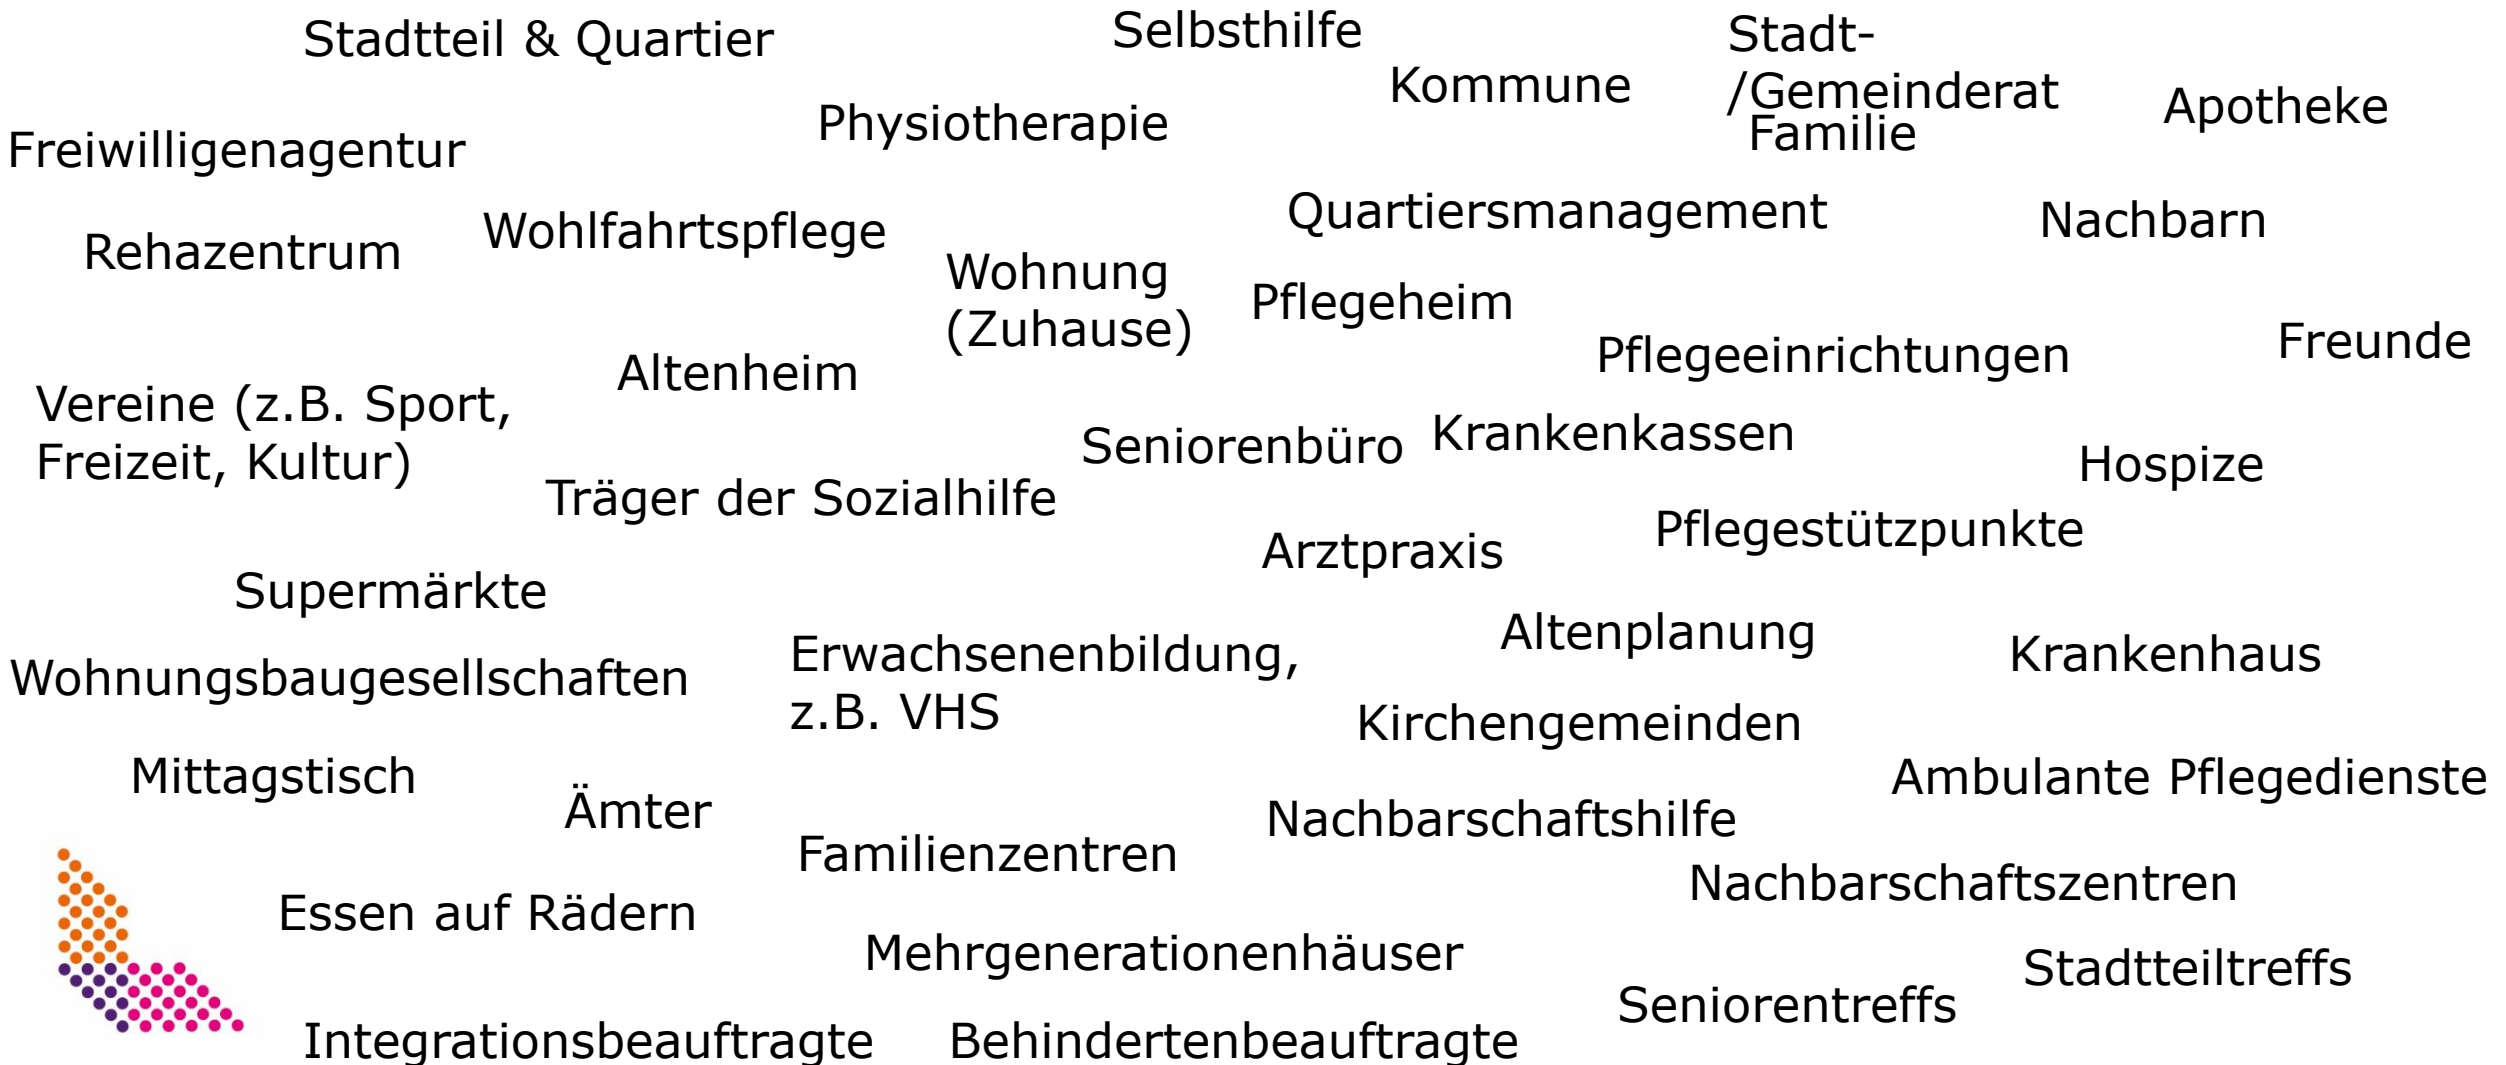 Stadtteil & Quartier
Selbsthilfe
Stadt-
/Gemeinderat
Kommune
Apotheke
Physiotherapie
Familie
Freiwilligenagentur
Quartiersmanagement
Nachbarn
Wohlfahrtspflege
Rehazentrum
Wohnung
(Zuhause)
Pflegeheim
Freunde
Pflegeeinrichtungen
Altenheim
Vereine (z.B. Sport,
Freizeit, Kultur)
Seniorenbüro
Krankenkassen
Hospize
Träger der Sozialhilfe
Pflegestützpunkte
Arztpraxis
Supermärkte
Altenplanung
Erwachsenenbildung,
z.B. VHS
Krankenhaus
Wohnungsbaugesellschaften
Kirchengemeinden
Mittagstisch
Ambulante Pflegedienste
Ämter
Nachbarschaftshilfe
Familienzentren
Nachbarschaftszentren
Essen auf Rädern
Mehrgenerationenhäuser
Stadtteiltreffs
Seniorentreffs
Integrationsbeauftragte
Behindertenbeauftragte